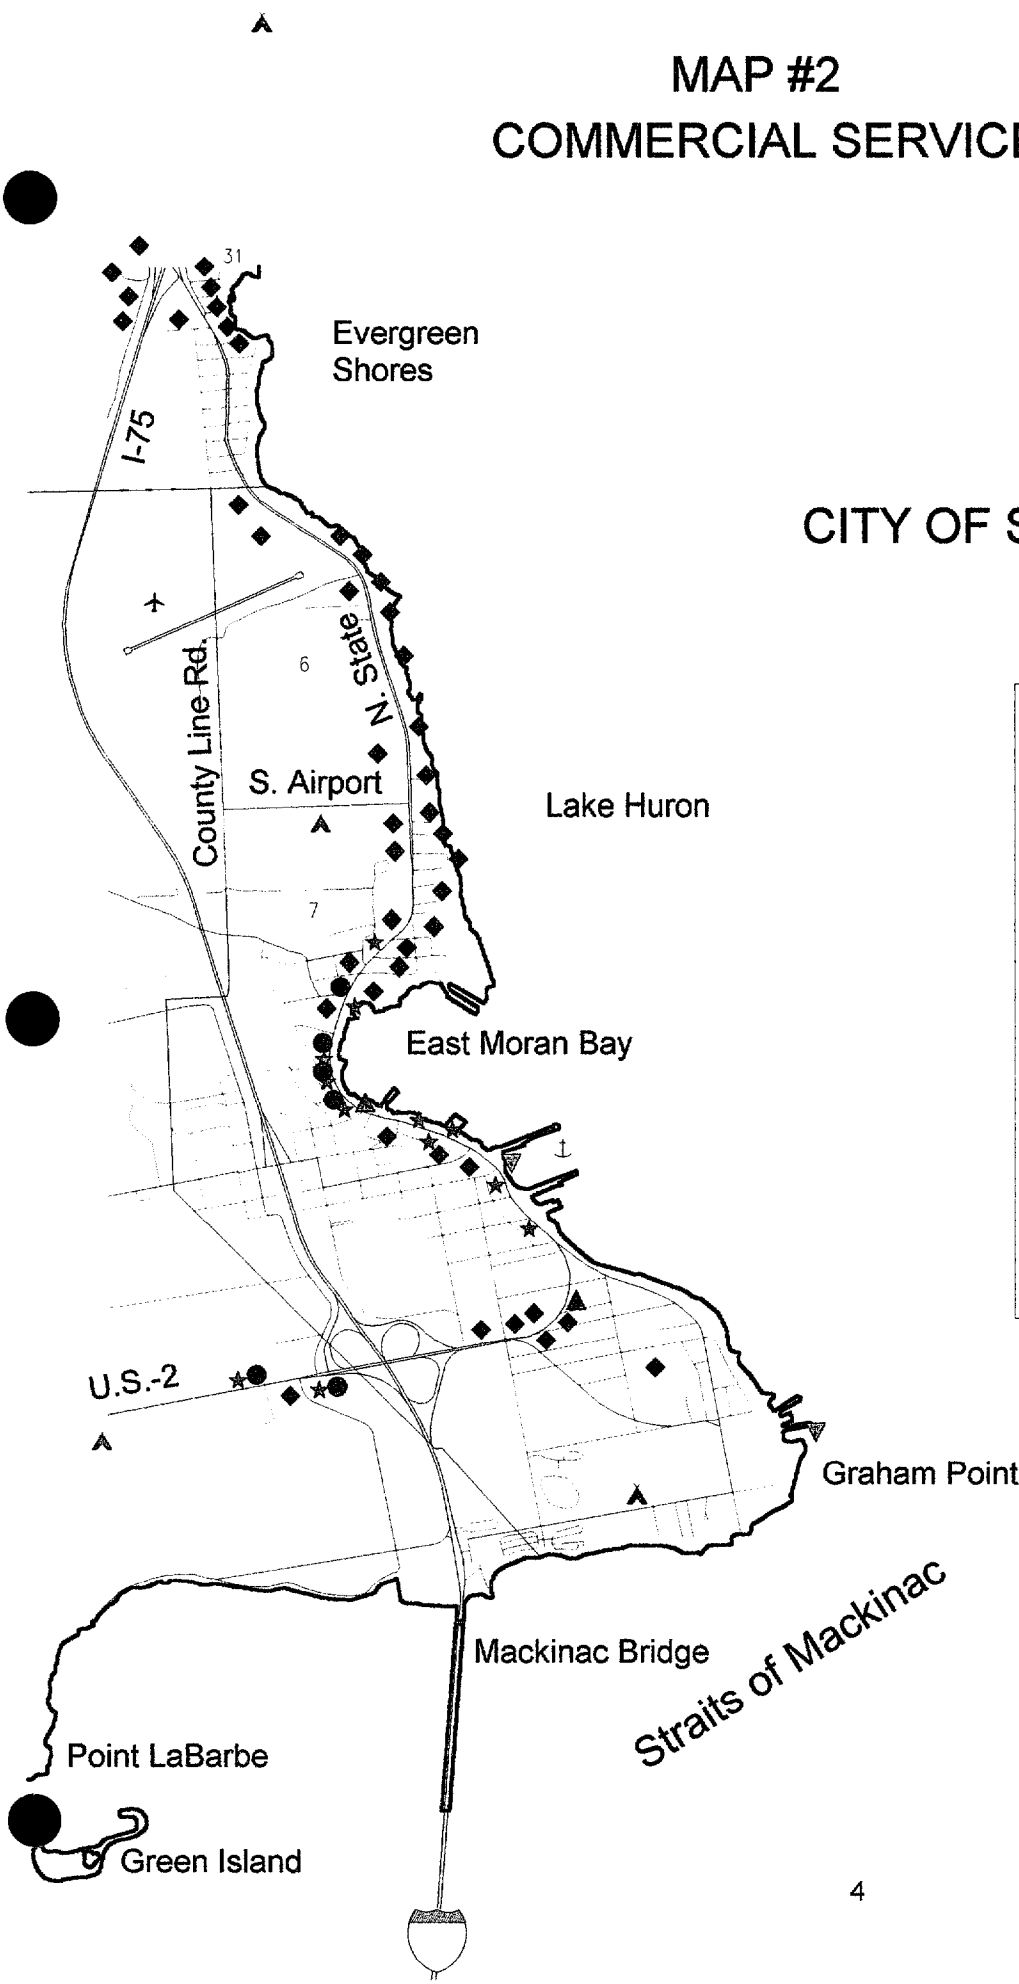 MAP #2
COMMERCIAL SERVICE
31
Evergreen
Shores
I-75
CITY OF S
County Line Rd.
6
N. State
S. Airport
Lake Huron
7
East Moran Bay
U.S.-2
Graham Point
Mackinac Bridge
Straits of Mackinac
Point LaBarbe
Green Island
4